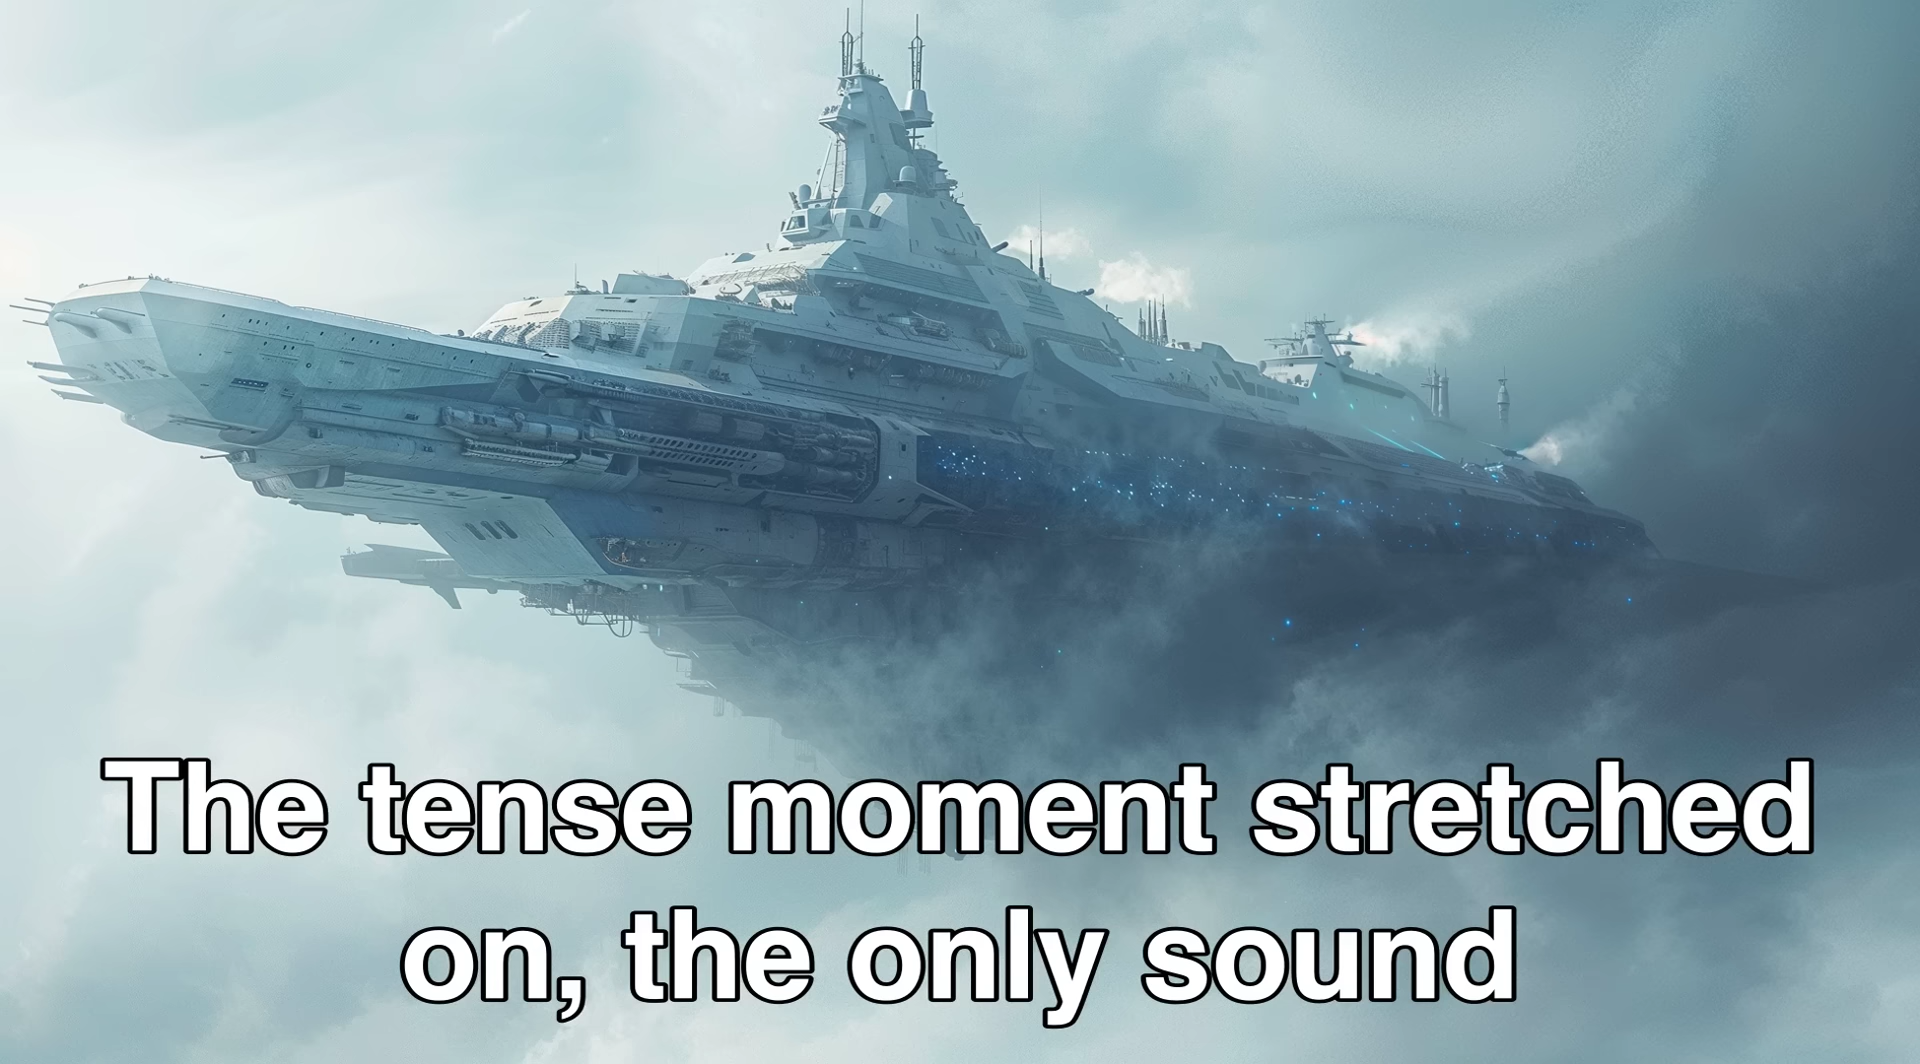 The tense moment stretched
on, the only sound